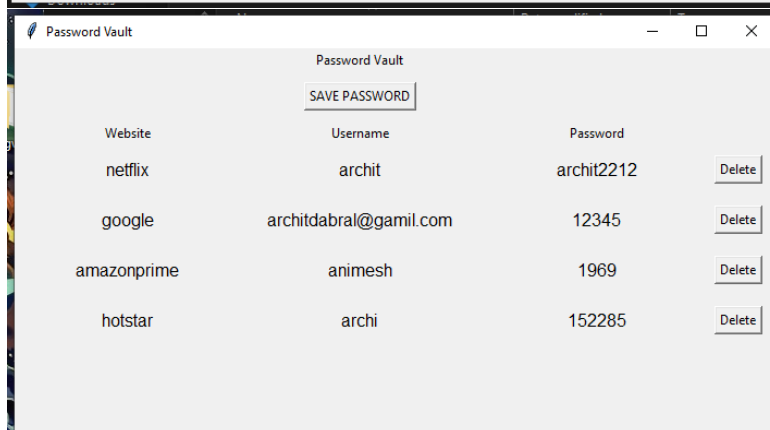 Password Vault
Password Vault
SAVE PASSWORD
Website Username Password
netflix archit archit2212 Delete
google architdabral@gamil.com 12345 Delete
amazonprime animesh 1969 Delete
hotstar archi 152285 Delete